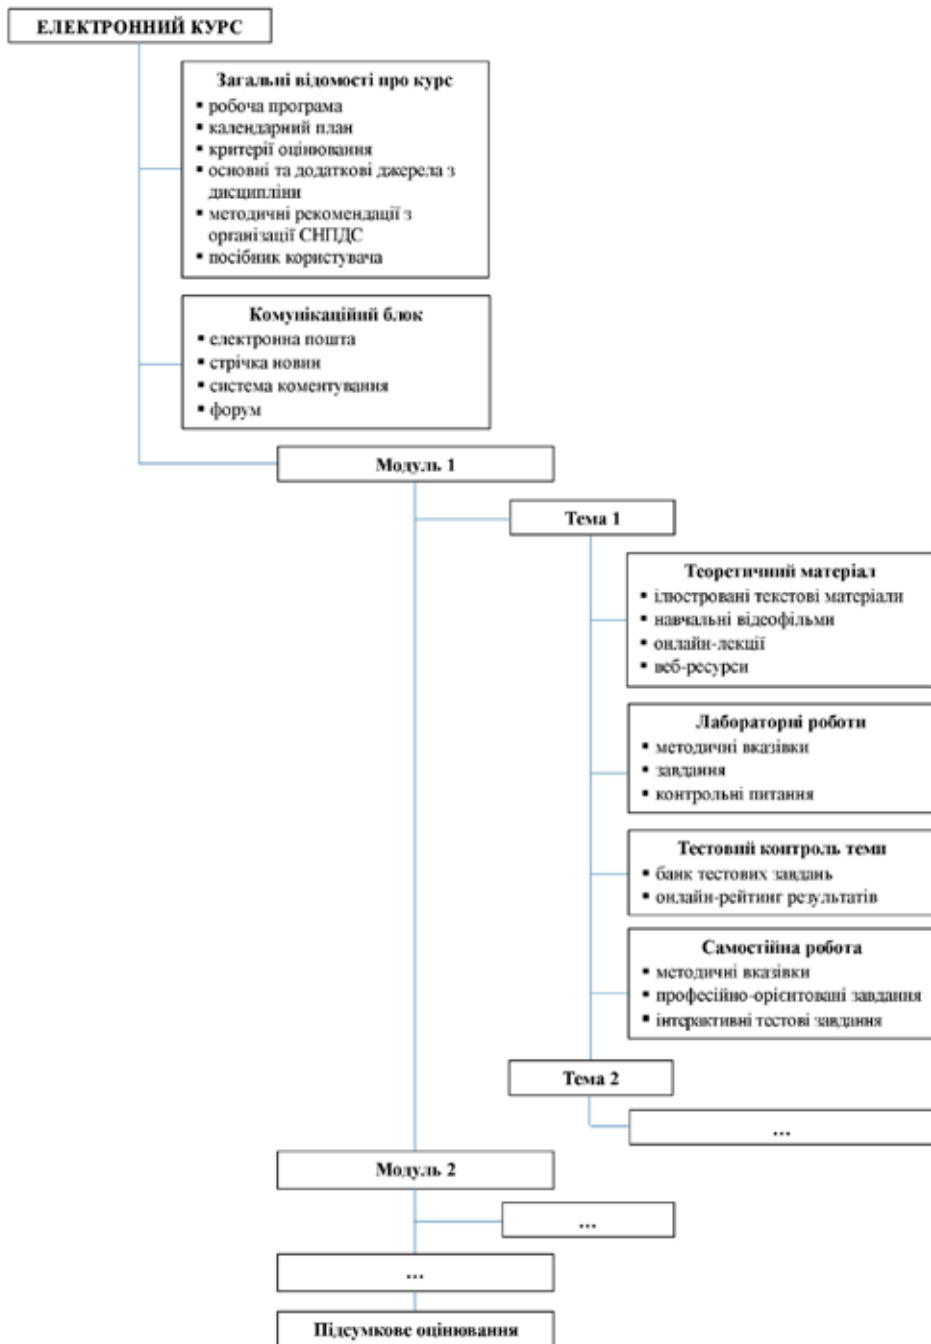 ЕЛЕКТРОННИЙ КУРС
Загальні відомості про курс
▪ робоча програма
▪ календарний план
▪ критерії оцінювання
▪ основні та додаткові джерела з
дисципліни
▪ методичні рекомендації з
організації СНПДС
▪ посібник користувача
Комунікаційний блок
▪ електронна пошта
▪ стрічка новин
▪ система коментування
▪ форум
Модуль 1
Тема 1
Теоретичний матеріал
▪ ілюстровані текстові матеріали
▪ навчальні відеофільми
▪ онлайн-лекції
▪ веб-ресурси
Лабораторні роботи
▪ методичні вказівки
▪ завдання
▪ контрольні питання
Тестовий контроль теми
▪ банк тестових завдань
▪ онлайн-рейтинг результатів
Самостійна робота
▪ методичні вказівки
▪ професійно-орієнтовані завдання
▪ інтерактивні тестові завдання
Тема 2
...
Модуль 2
...
...
Підсумкове оцінювання